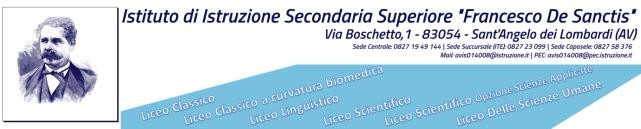 Istituto di Istruzione Secondaria Superiore "Francesco De Sanctis"
Via Boschetto,1 - 83054 - Sant'Angelo dei Lombardi (AV)
Sede Centrale: 0827 19 49 144 | Sede Succursale (ITE): 0827 23 099 | Sede Caposele: 0827 58 376
Mail: avis014008@istruzione.it | PEC: avis014008@pec.istruzione.it
Liceo Classico
Liceo Classico a curvatura biomedica
Liceo Linguistico
Liceo Scientifico
Liceo Scientifico Opzione Scienze Applicate
Liceo Delle Scienze Umane